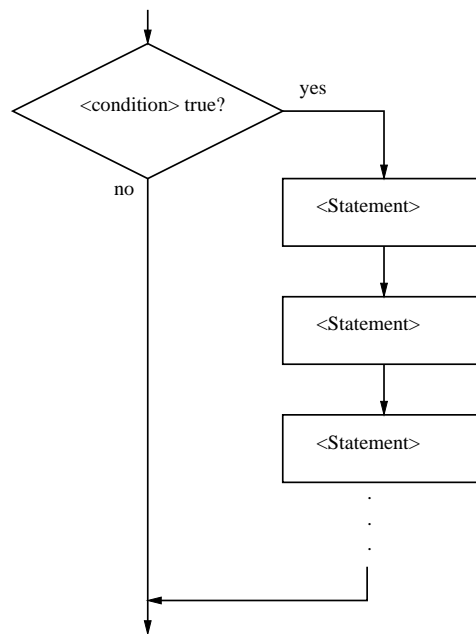 <condition> true?
yes
no
<Statement>
<Statement>
<Statement>
.
.
.